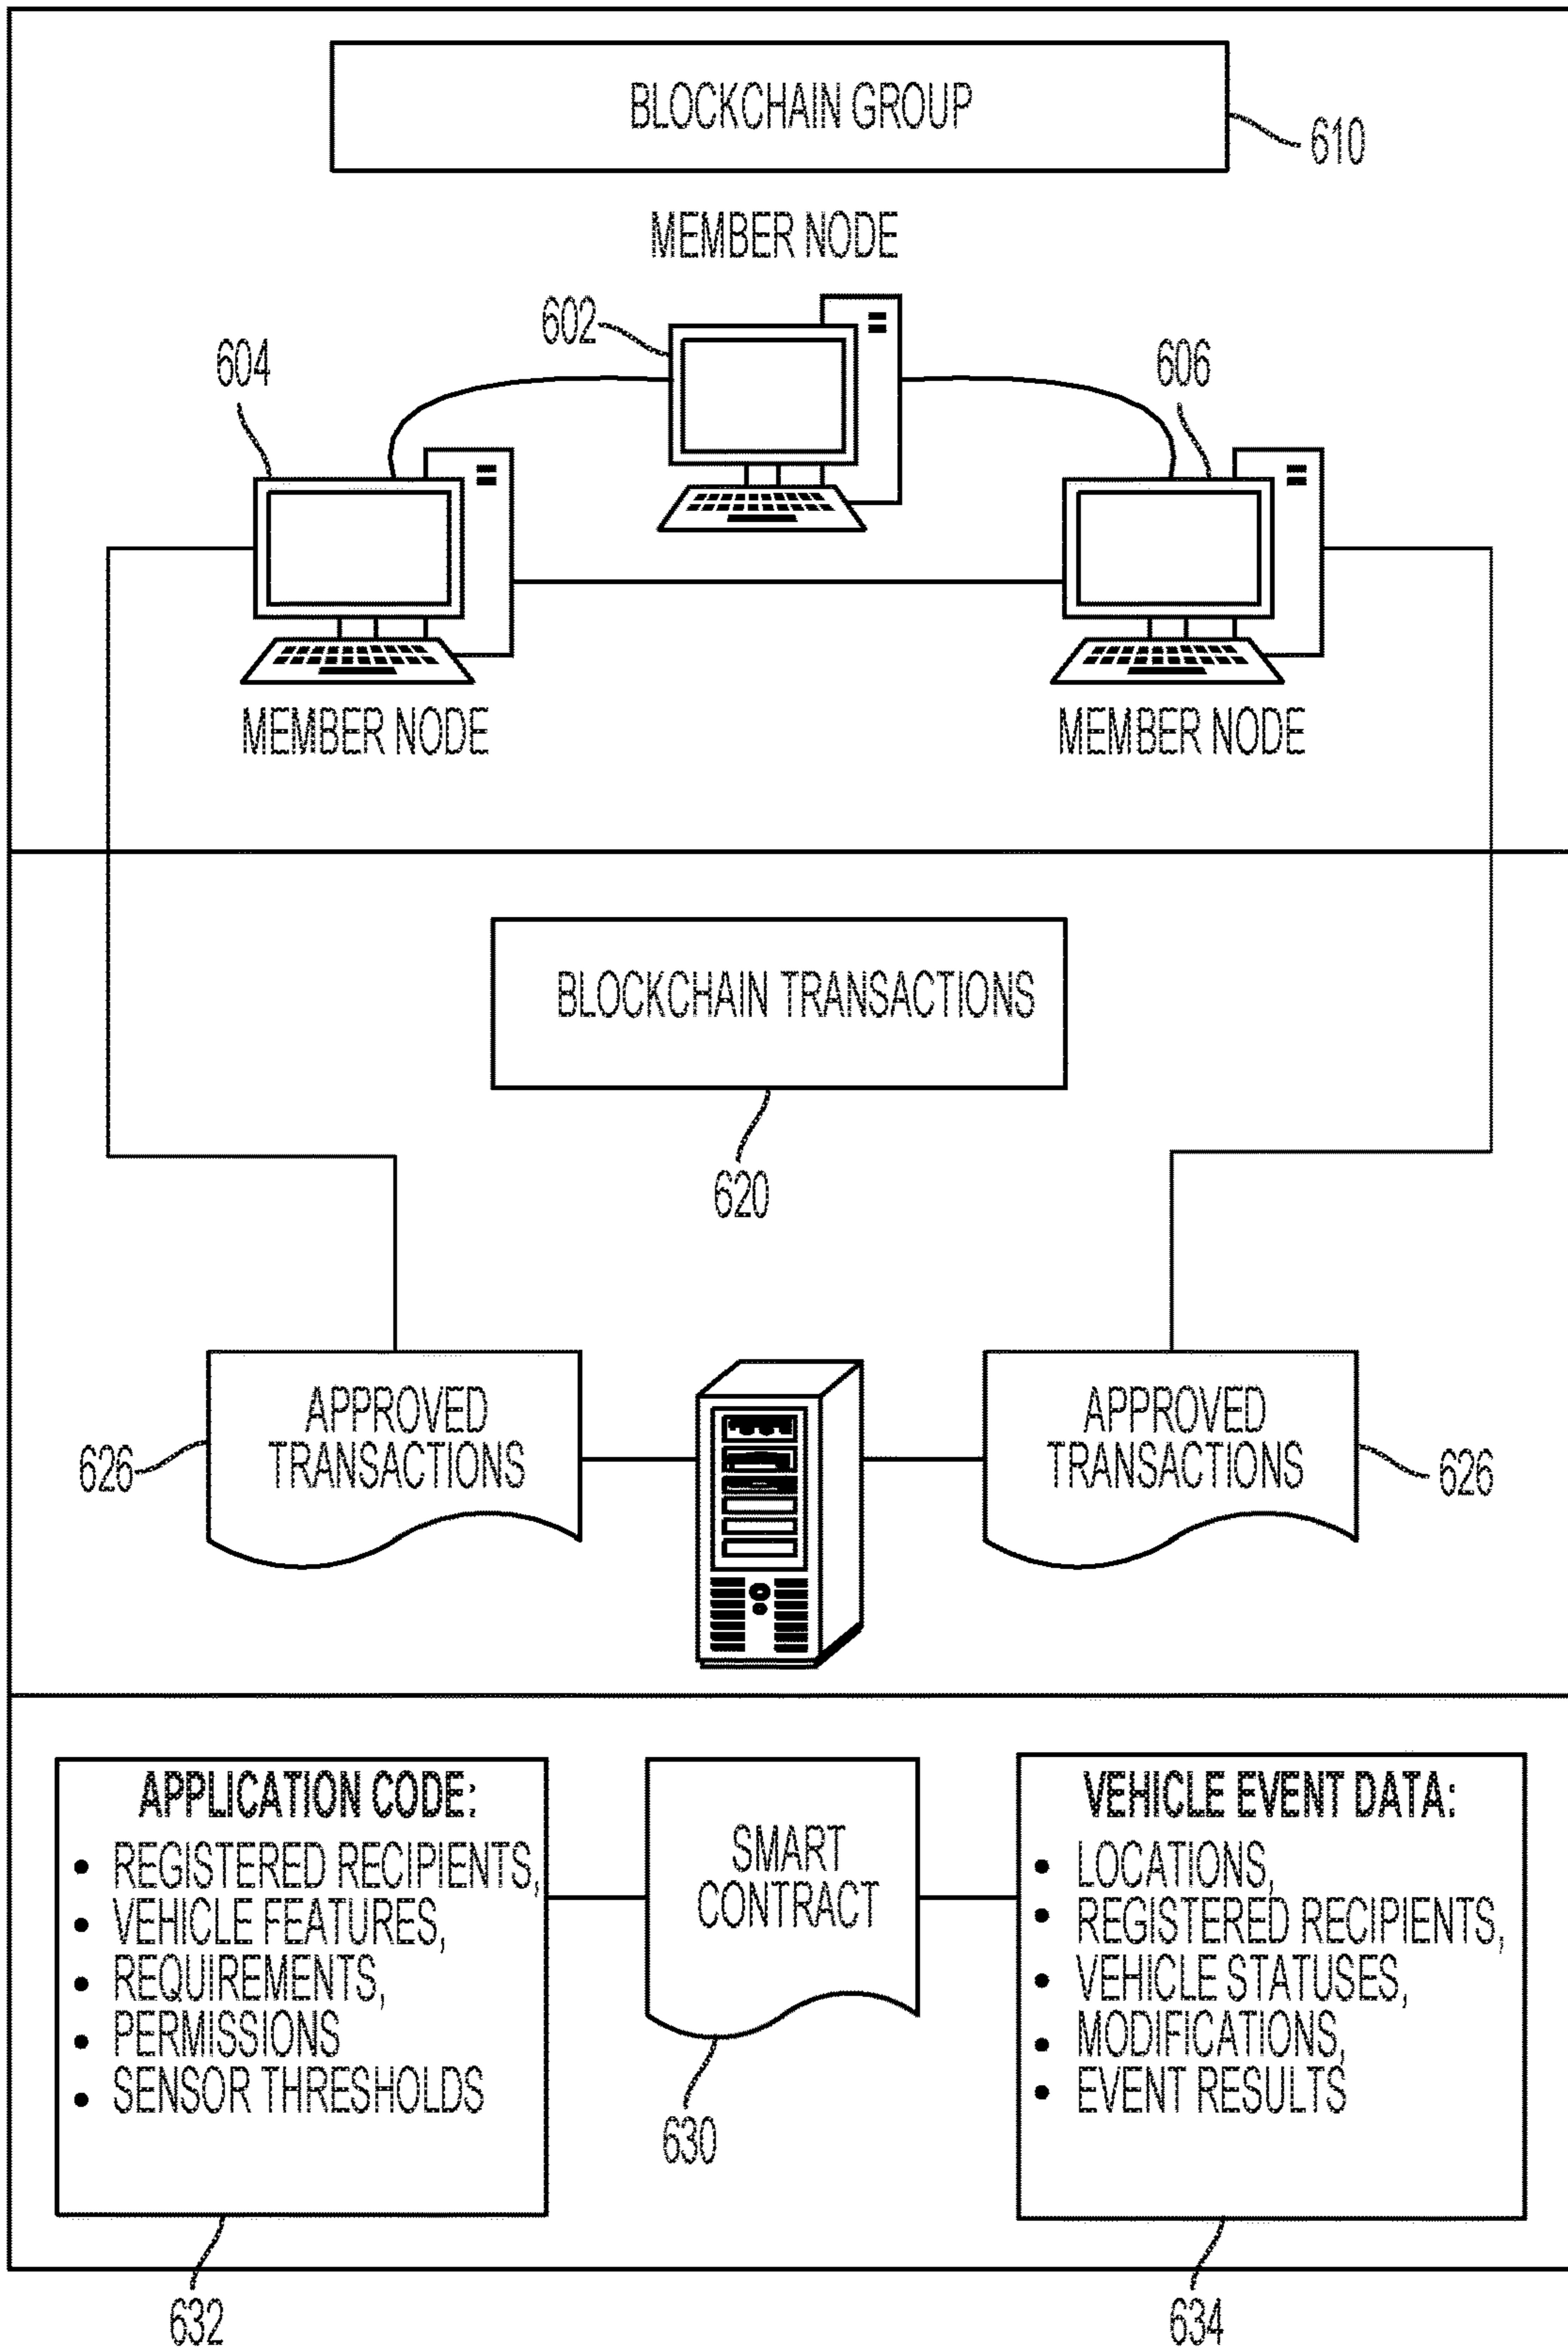 BLOCKCHAIN GROUP
610
MEMBER NODE
602
604
606
MEMBER NODE
MEMBER NODE
BLOCKCHAIN TRANSACTIONS
620
APPROVED
TRANSACTIONS
626
APPROVED
TRANSACTIONS
626
APPLICATION CODE:
• REGISTERED RECIPIENTS,
• VEHICLE FEATURES,
• REQUIREMENTS,
• PERMISSIONS
• SENSOR THRESHOLDS
632
SMART
CONTRACT
630
VEHICLE EVENT DATA:
• LOCATIONS,
• REGISTERED RECIPIENTS,
• VEHICLE STATUSES,
• MODIFICATIONS,
• EVENT RESULTS
634